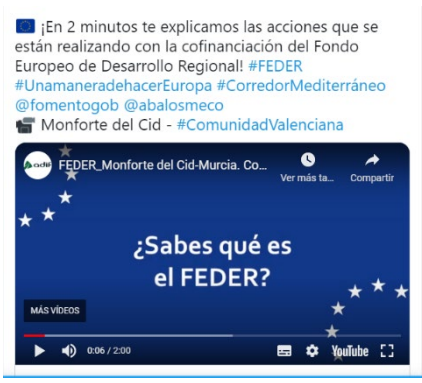 ¡En 2 minutos te explicamos las acciones que se
están realizando con la cofinanciación del Fondo
Europeo de Desarrollo Regional! #FEDER
#UnamaneradehacerEuropa #CorredorMediterráneo
@fomentogob @abalosmeco
Monforte del Cid - #ComunidadValenciana
adif FEDER_Monforte del Cid-Murcia. Co...
Ver más ta... Compartir
¿Sabes qué es
el FEDER?
MÁS VÍDEOS
0:06 / 2:00 YouTube